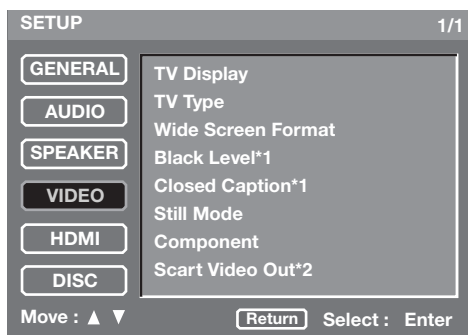 SETUP 1/1
GENERAL
AUDIO
SPEAKER
VIDEO
HDMI
DISC
TV Display
TV Type
Wide Screen Format
Black Level*1
Closed Caption*1
Still Mode
Component
Scart Video Out*2
Move : ▲ ▼ Return Select : Enter